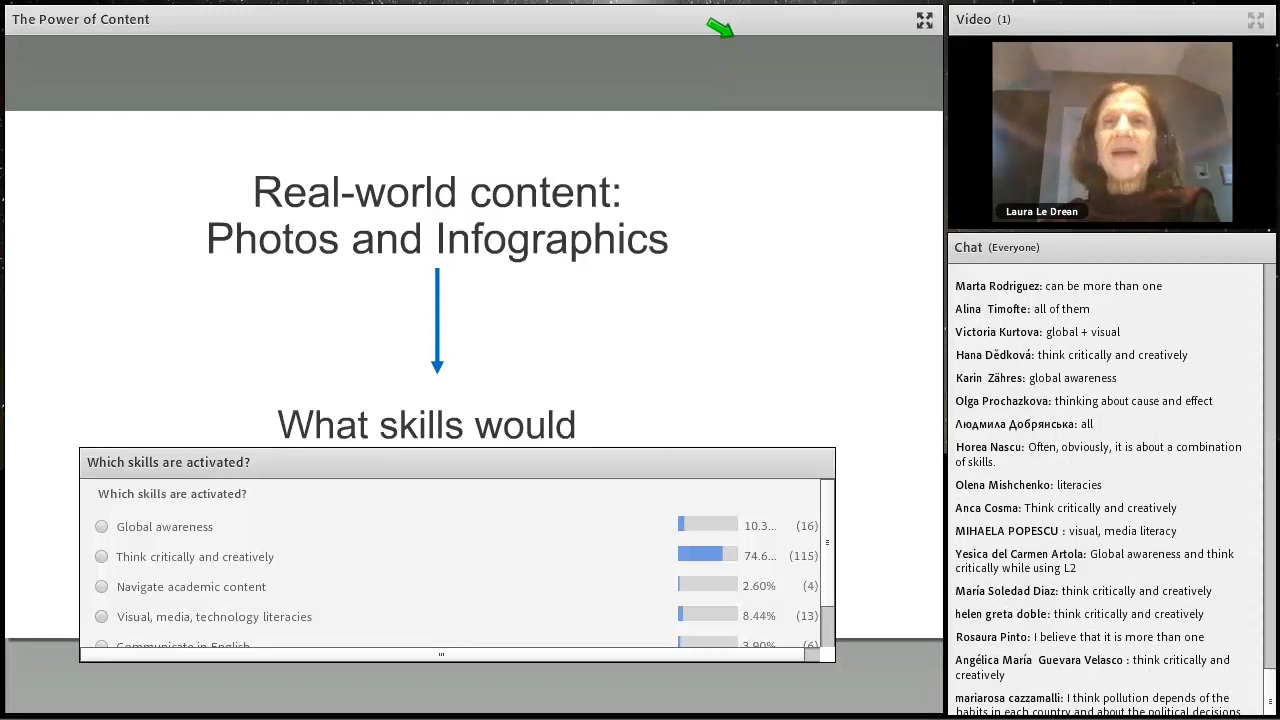 The Power of Content
Real-world content:
Photos and Infographics
What skills would
Which skills are activated?
Which skills are activated?
Global awareness 10.3... (16)
Think critically and creatively 74.6... (115)
Navigate academic content 2.60% (4)
Visual, media, technology literacies 8.44% (13)
Communicate in English 3.90% (6)
Video (1)
Laura Le Drean
Chat (Everyone)
Marta Rodriguez: can be more than one
Alina Timofte: all of them
Victoria Kurtova: global + visual
Hana Dĕdková: think critically and creatively
Karin Zähres: global awareness
Olga Prochazkova: thinking about cause and effect
Людмила Добрянська: all
Horea Nascu: Often, obviously, it is about a combination
of skills.
Olena Mishchenko: literacies
Anca Cosma: Think critically and creatively
MIHAELA POPESCU : visual, media literacy
Yesica del Carmen Artola: Global awareness and think
critically while using L2
María Soledad Diaz: think critically and creatively
helen greta doble: think critically and creatively
Rosaura Pinto: I believe that it is more than one
Angélica María Guevara Velasco : think critically and
creatively
mariarosa cazzamalli: I think pollution depends of the
habits in each country and about the political decisions